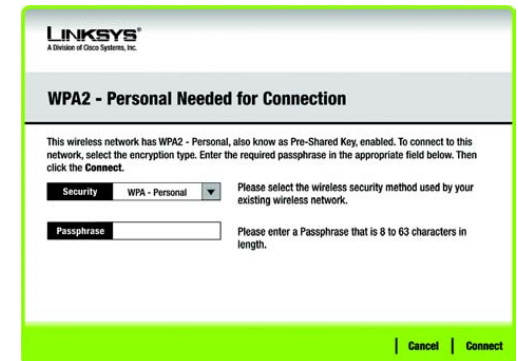 LINKSYS®
A Division of Cisco Systems, Inc.
WPA2 - Personal Needed for Connection
This wireless network has WPA2 - Personal, also know as Pre-Shared Key, enabled. To connect to this
network, select the encryption type. Enter the required passphrase in the appropriate field below. Then
click the Connect.
Security WPA - Personal Please select the wireless security method used by your
existing wireless network.
Passphrase Please enter a Passphrase that is 8 to 63 characters in
length.
Cancel Connect